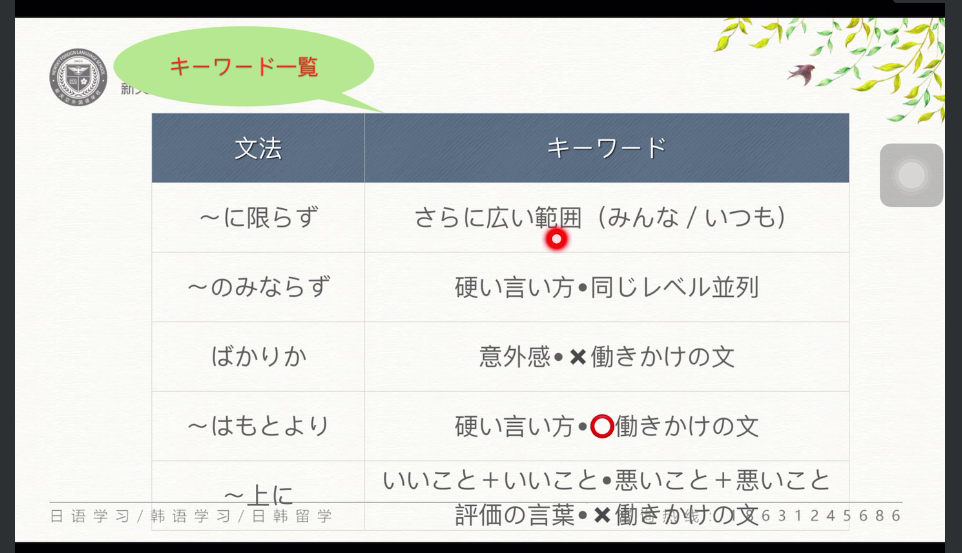 キーワード一覧
新
文法 キーワード
～に限らず さらに広い範囲（みんな / いつも）
～のみならず 硬い言い方•同じレベル並列
ばかりか 意外感•✖働きかけの文
～はもとより 硬い言い方•⭕働きかけの文
～上に いいこと＋いいこと•悪いこと＋悪いこと
評価の言葉•✖働きかけの文
日语学习/韩语学习/日韩留学 18631245686